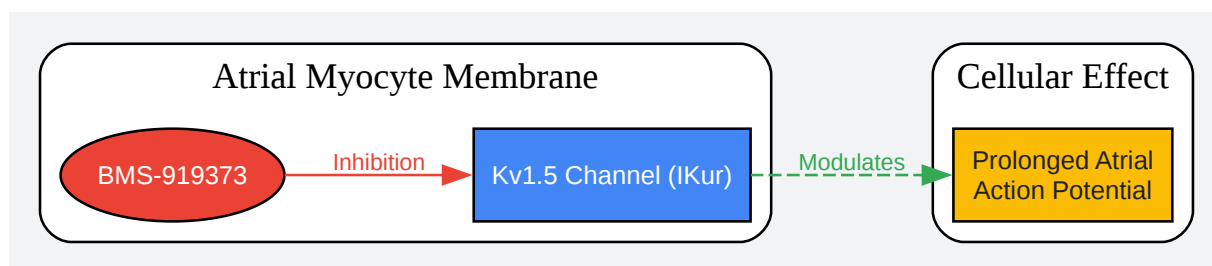 Atrial Myocyte Membrane
Cellular Effect
BMS-919373
Inhibition
Kv1.5 Channel (IKur)
Modulates
Prolonged Atrial
Action Potential